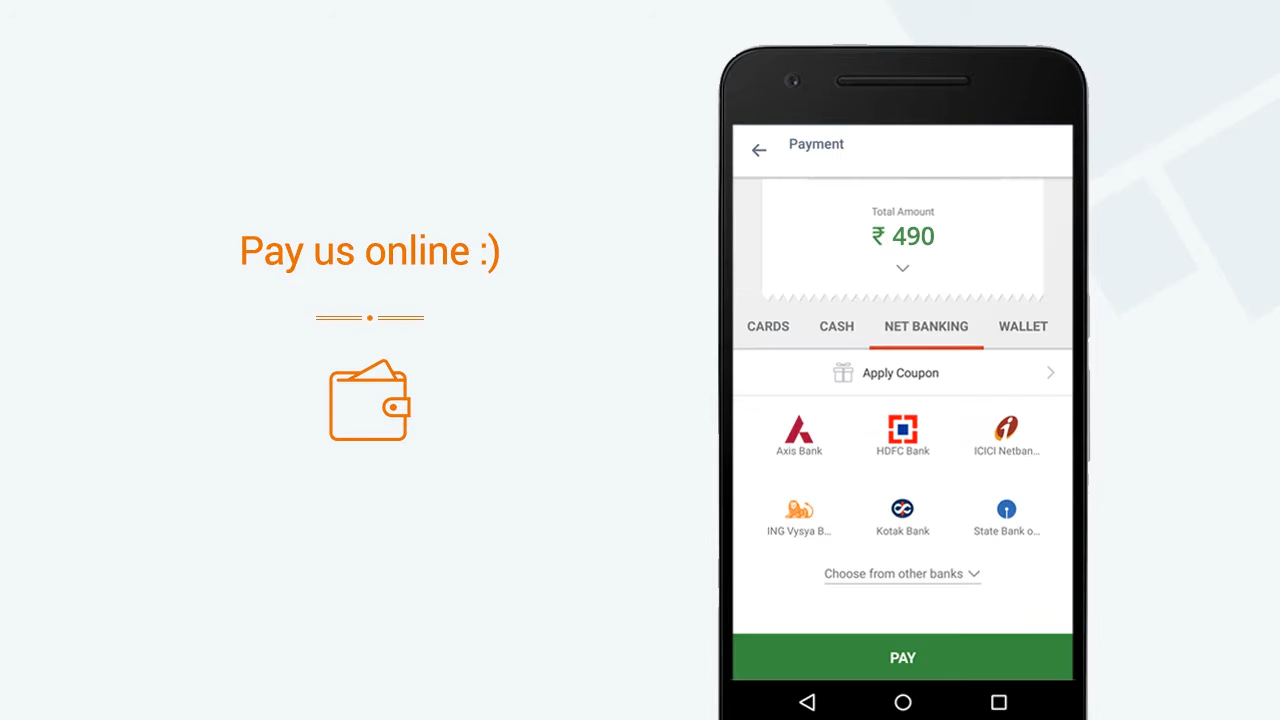 Pay us online :)
Payment
Total Amount
₹ 490
CARDS CASH NET BANKING WALLET
Apply Coupon
Axis Bank HDFC Bank ICICI Netban...
ING Vysya B... Kotak Bank State Bank o...
Choose from other banks
PAY